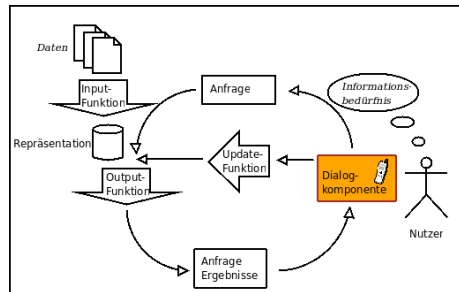 Daten
Input-
Funktion
Repräsentation
Output-
Funktion
Anfrage
Update-
Funktion
Anfrage
Ergebnisse
Informations-
bedürfnis
Dialog-
komponente
Nutzer